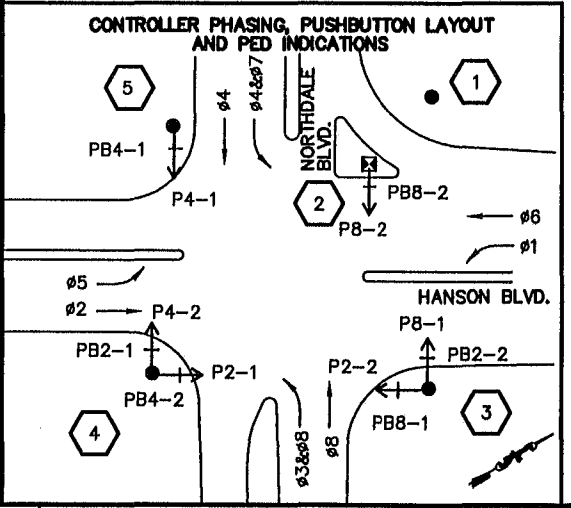 CONTROLLER PHASING, PUSHBUTTON LAYOUT
AND PED INDICATIONS
5
ø4
ø4&ø7
NORTHDALE
BLVD.
1
PB4-1
P4-1
2
PB8-2
P8-2
ø6
ø1
ø5
ø2
P4-2
HANSON BLVD.
P8-1
PB2-1
P2-1
P2-2
PB2-2
PB4-2
PB8-1
4
ø3&ø8
ø8
3